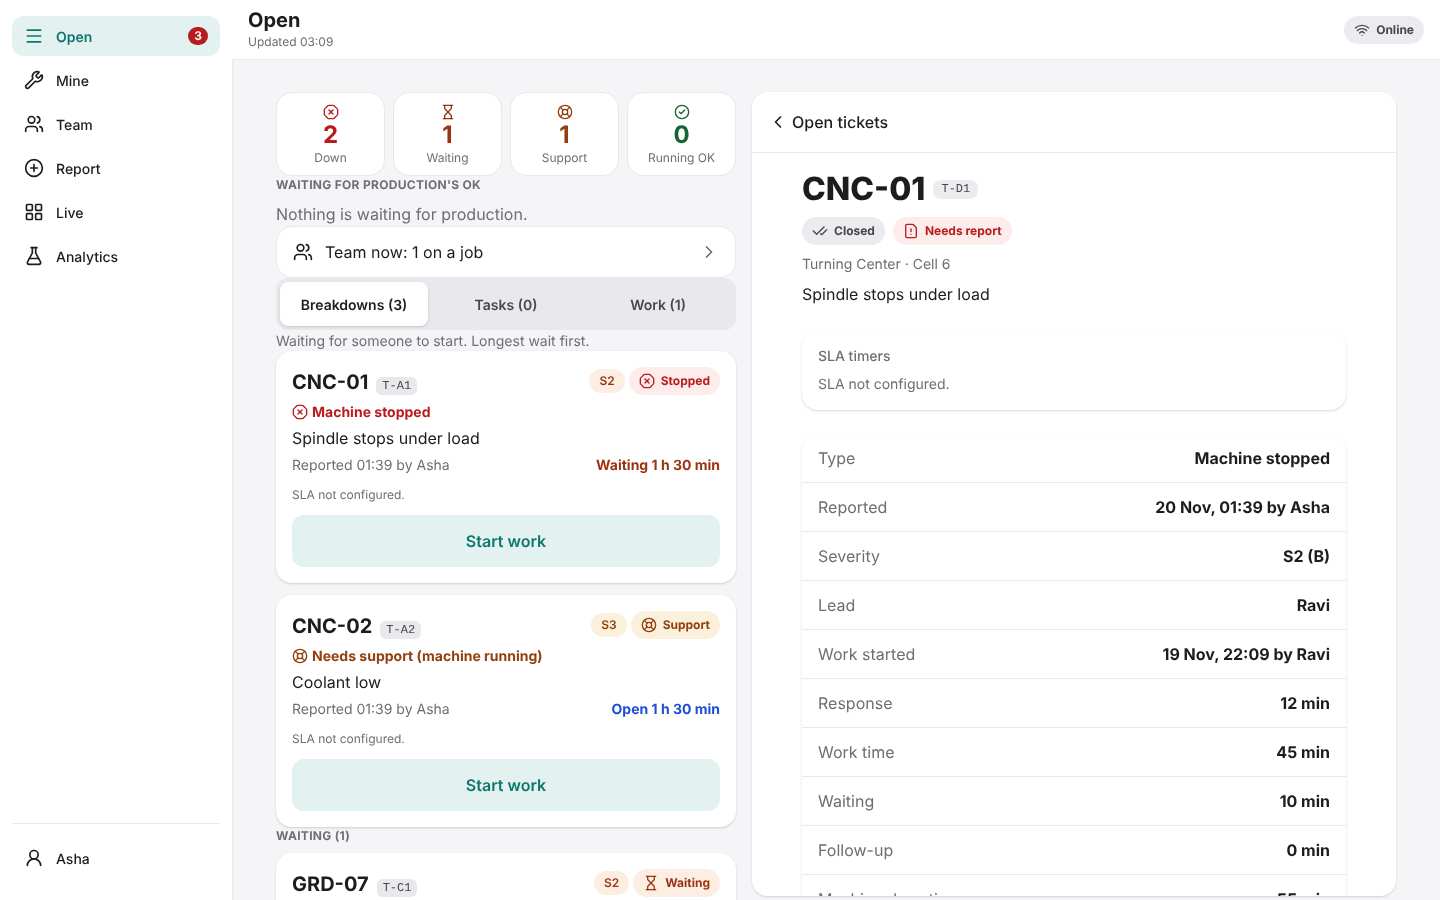 Open
3
Mine
Team
Report
Live
Analytics
Asha
Open
Updated 03:09
Online
2
Down
1
Waiting
1
Support
0
Running OK
WAITING FOR PRODUCTION'S OK
Nothing is waiting for production.
Team now: 1 on a job
Breakdowns (3)
Tasks (0)
Work (1)
Waiting for someone to start. Longest wait first.
CNC-01 T-A1 S2 Stopped
Machine stopped
Spindle stops under load
Reported 01:39 by Asha Waiting 1 h 30 min
SLA not configured.
Start work
CNC-02 T-A2 S3 Support
Needs support (machine running)
Coolant low
Reported 01:39 by Asha Open 1 h 30 min
SLA not configured.
Start work
WAITING (1)
GRD-07 T-C1 S2 Waiting
Open tickets
CNC-01 T-D1
Closed Needs report
Turning Center · Cell 6
Spindle stops under load
SLA timers
SLA not configured.
Type Machine stopped
Reported 20 Nov, 01:39 by Asha
Severity S2 (B)
Lead Ravi
Work started 19 Nov, 22:09 by Ravi
Response 12 min
Work time 45 min
Waiting 10 min
Follow-up 0 min